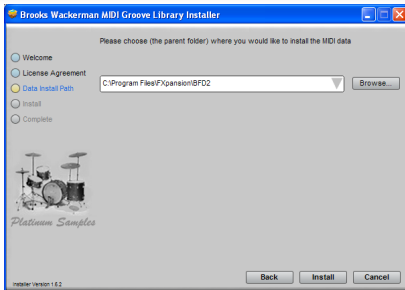 Brooks Wackerman MIDI Groove Library Installer
Please choose (the parent folder) where you would like to install the MIDI data
Welcome
License Agreement
Data Install Path
Install
Complete
C:\Program Files\FXpansion\BFD2
Browse...
Platinum Samples
Installer Version 1.6.2
Back
Install
Cancel